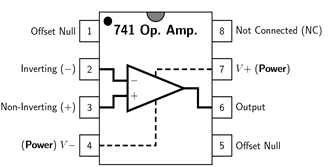 741 Op. Amp.
Offset Null 1
8 Not Connected (NC)
Inverting (−) 2
7 V+ (Power)
−
Non-Inverting (+) 3
+
6 Output
(Power) V− 4
5 Offset Null